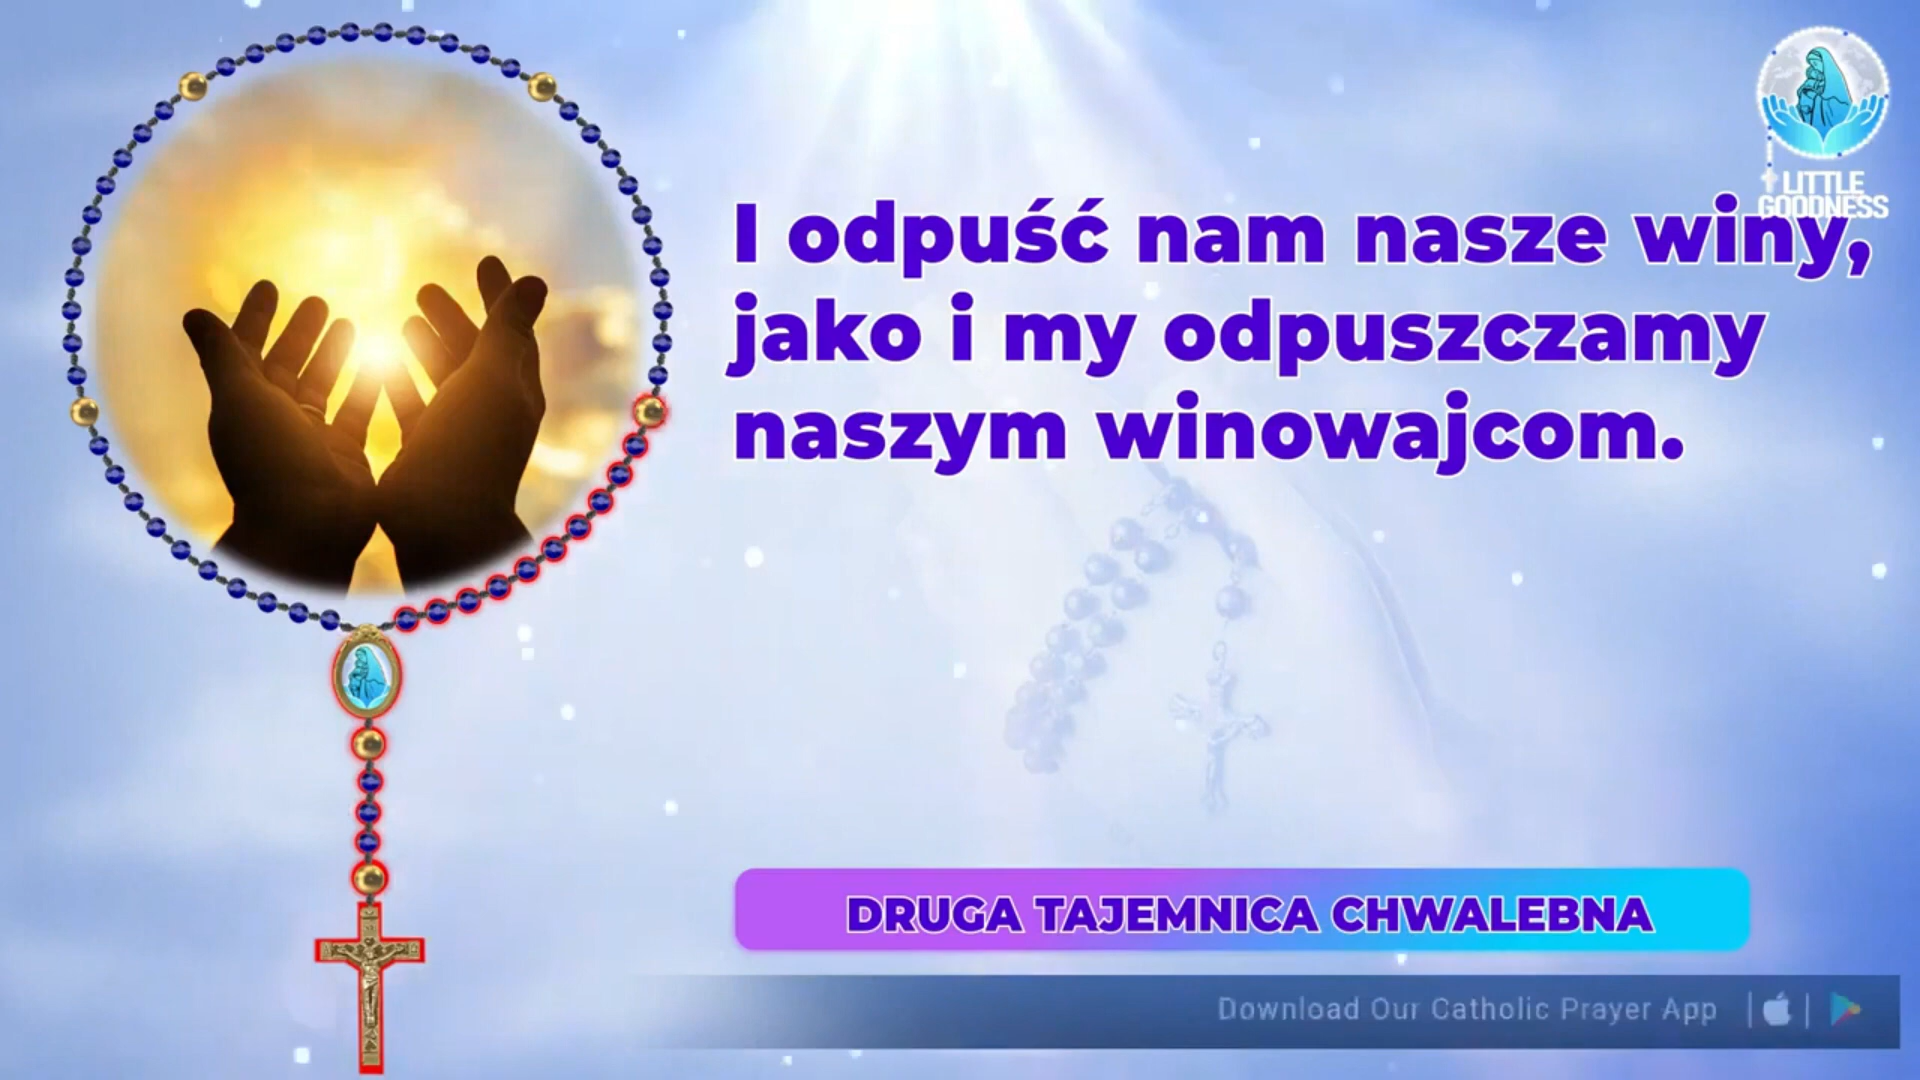 LITTLE
GOODNESS
I odpuść nam nasze winy,
jako i my odpuszczamy
naszym winowajcom.
DRUGA TAJEMNICA CHWALEBNA
Download Our Catholic Prayer App